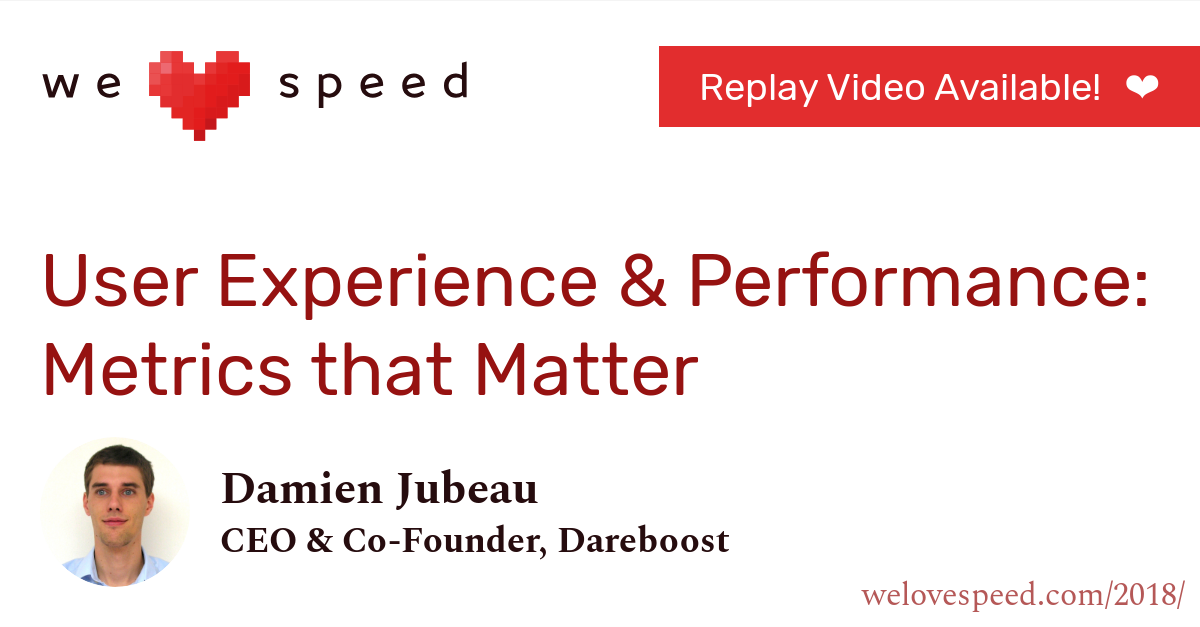 we speed
Replay Video Available! ❤
User Experience & Performance:
Metrics that Matter
Damien Jubeau
CEO & Co-Founder, Dareboost
welovespeed.com/2018/